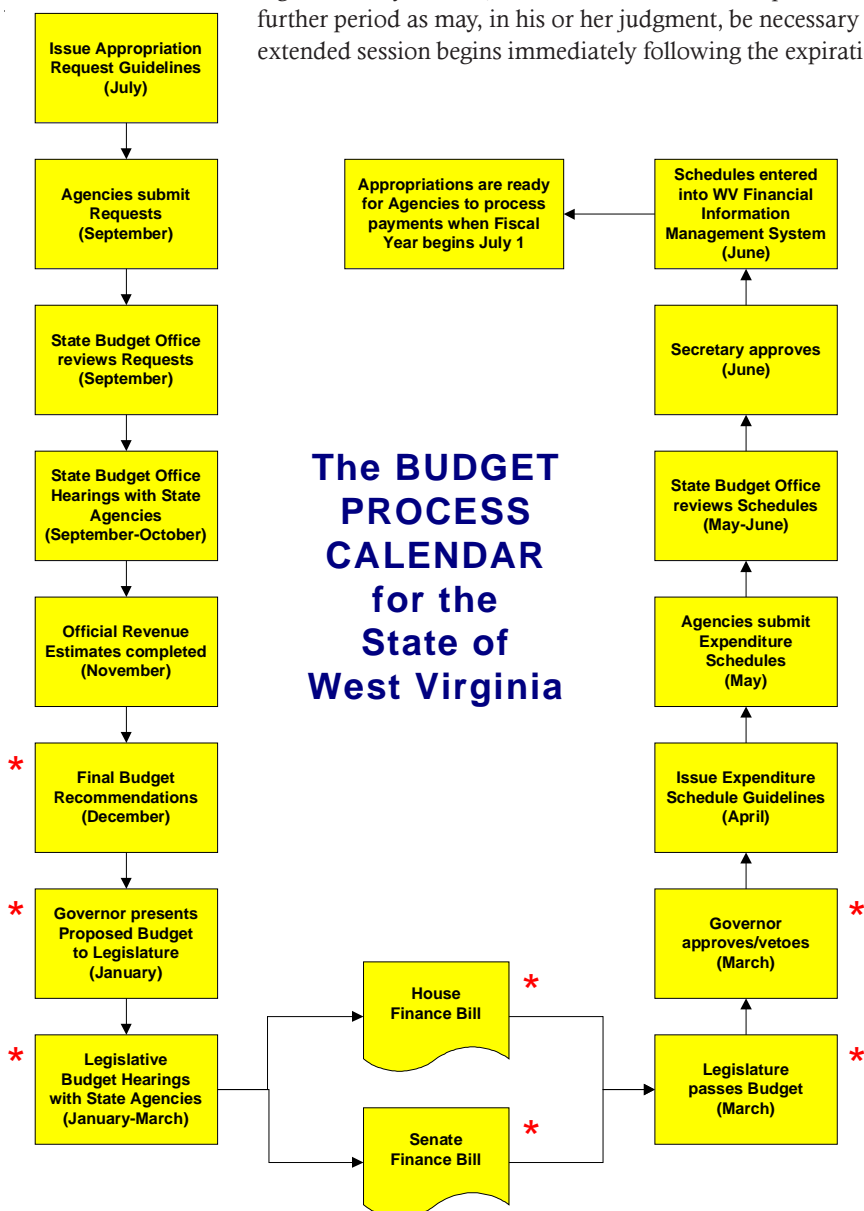 further period as may, in his or her judgment, be necessary
extended session begins immediately following the expirati
Issue Appropriation
Request Guidelines
(July)
Agencies submit
Requests
(September)
State Budget Office
reviews Requests
(September)
State Budget Office
Hearings with State
Agencies
(September-October)
Official Revenue
Estimates completed
(November)
*
Final Budget
Recommendations
(December)
*
Governor presents
Proposed Budget
to Legislature
(January)
*
Legislative
Budget Hearings
with State Agencies
(January-March)
The BUDGET
PROCESS
CALENDAR
for the
State of
West Virginia
House
Finance Bill
*
Senate
Finance Bill
*
Legislature
passes Budget
(March)
*
Governor
approves/vetoes
(March)
*
Issue Expenditure
Schedule Guidelines
(April)
Agencies submit
Expenditure
Schedules
(May)
State Budget Office
reviews Schedules
(May-June)
Secretary approves
(June)
Schedules entered
into WV Financial
Information
Management System
(June)
Appropriations are ready
for Agencies to process
payments when Fiscal
Year begins July 1